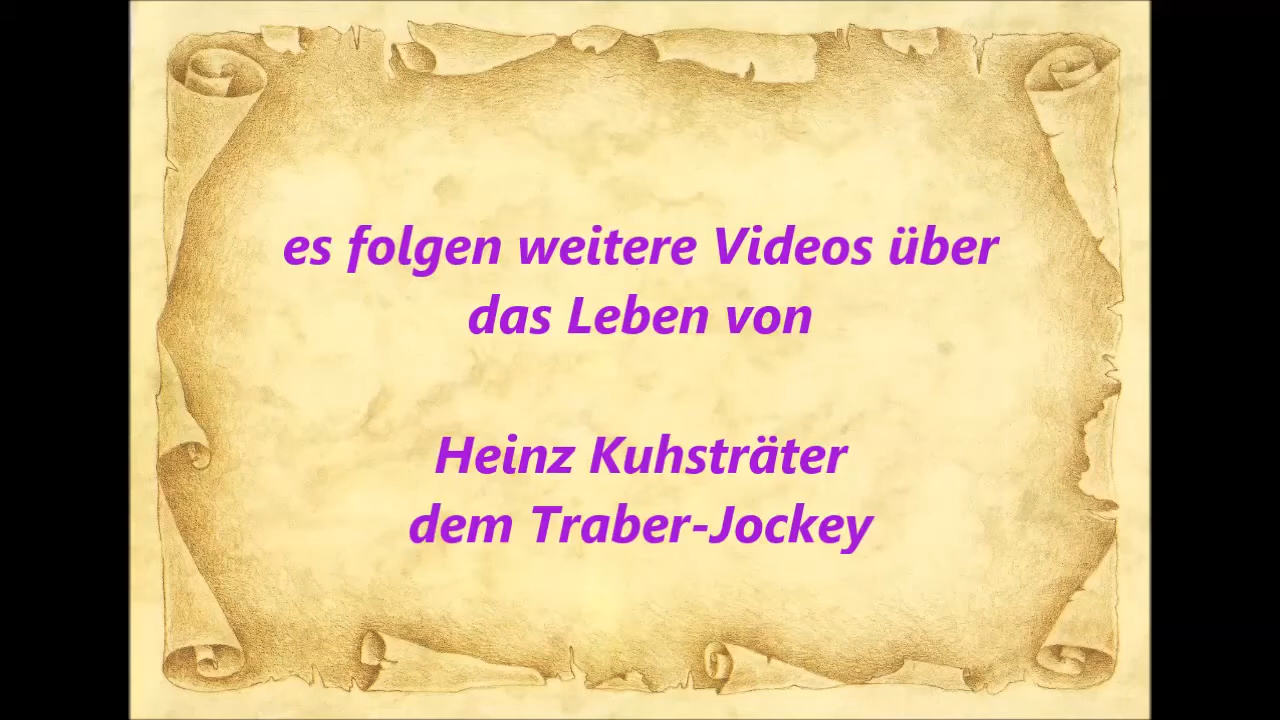 es folgen weitere Videos über
das Leben von
Heinz Kuhsträter
dem Traber-Jockey